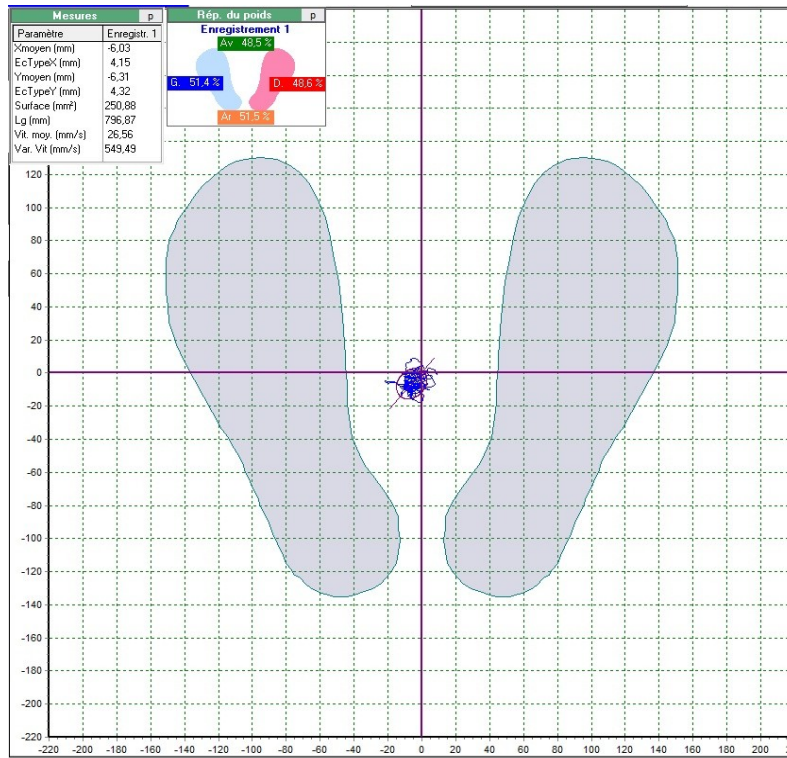 Mesures p
Paramètre Enregistr. 1
Xmoyen (mm) -6,03
EcTypeX (mm) 4,15
Ymoyen (mm) -6,31
EcTypeY (mm) 4,32
Surface (mm²) 250,88
Lg (mm) 796,87
Vit. moy. (mm/s) 26,56
Var. Vit (mm/s) 549,49
Rép. du poids p
Enregistrement 1
Av 48,5 %
G. 51,4 % D. 48,6 %
Ar 51,5 %
120
100
80
60
40
20
0
-20
-40
-60
-80
-100
-120
-140
-160
-180
-200
-220
-220 -200 -180 -160 -140 -120 -100 -80 -60 -40 -20 0 20 40 60 80 100 120 140 160 180 200